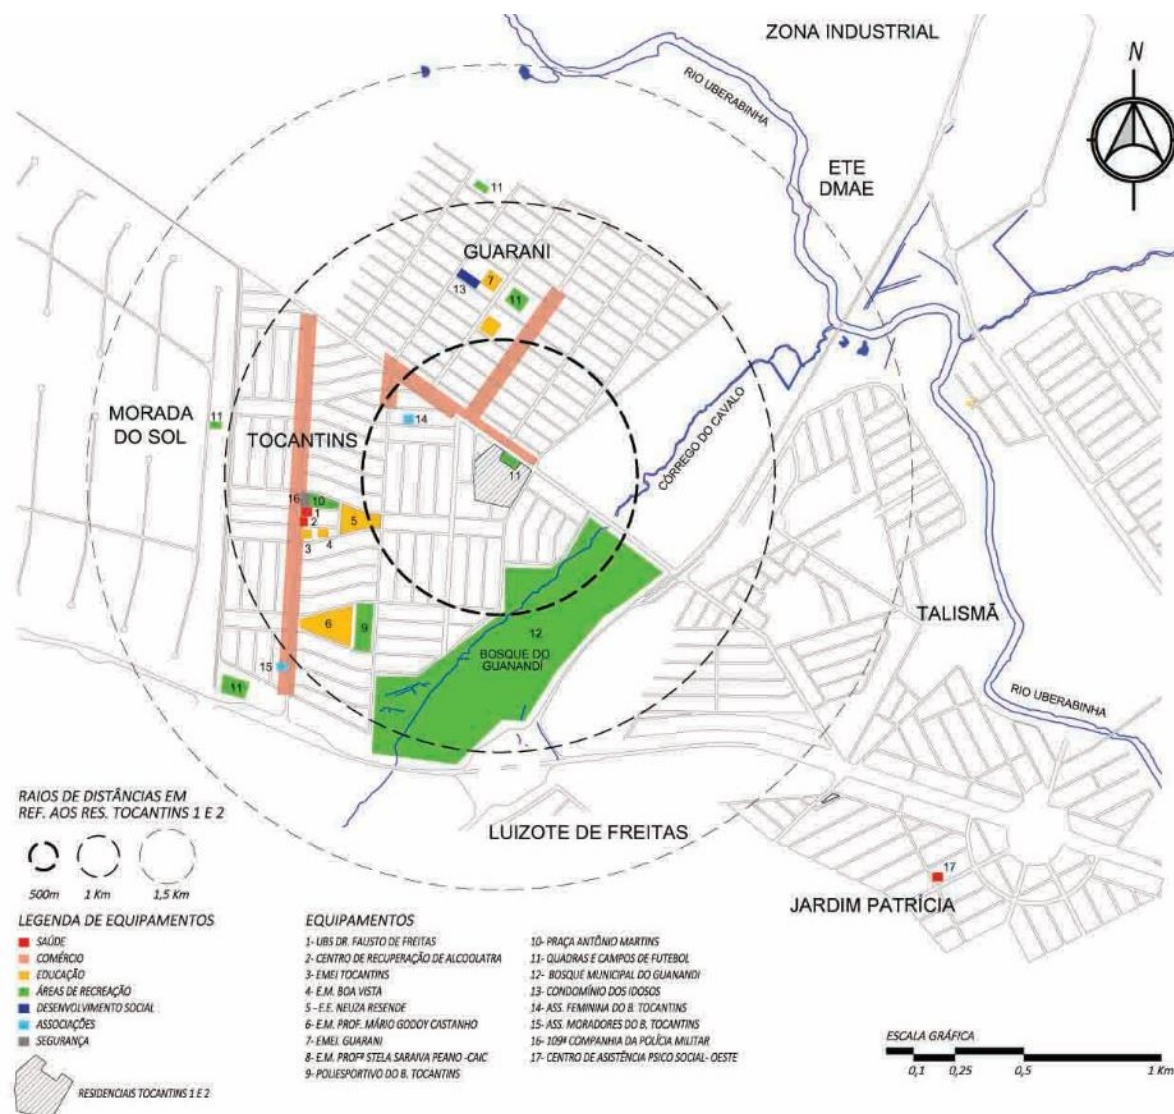 ZONA INDUSTRIAL
N
RIO UBERABINHA
ETE
DMAE
11
GUARANI
13
7
11
CÓRREGO DO CAVALO
MORADA
DO SOL
11
TOCANTINS
14
11
16
10
1
2
3
4
5
6
9
12
BOSQUE DO
GUANANDÍ
TALISMÃ
15
11
RIO UBERABINHA
LUIZOTE DE FREITAS
17
JARDIM PATRÍCIA
RAIOS DE DISTÂNCIAS EM
REF. AOS RES. TOCANTINS 1 E 2
500m
1 Km
1,5 Km
LEGENDA DE EQUIPAMENTOS
SAÚDE
COMÉRCIO
EDUCAÇÃO
ÁREAS DE RECREAÇÃO
DESENVOLVIMENTO SOCIAL
ASSOCIAÇÕES
SEGURANÇA
RESIDENCIAIS TOCANTINS 1 E 2
EQUIPAMENTOS
1- UBS DR. FAUSTO DE FREITAS
2- CENTRO DE RECUPERAÇÃO DE ALCOOLATRA
3- EMEI TOCANTINS
4- E.M. BOA VISTA
5 - E.E. NEUZA RESENDE
6- E.M. PROF. MÁRIO GODOY CASTANHO
7- EMEI. GUARANI
8- E.M. PROFª STELA SARAIVA PEANO -CAIC
9- POLIESPORTIVO DO B. TOCANTINS
10- PRAÇA ANTÔNIO MARTINS
11- QUADRAS E CAMPOS DE FUTEBOL
12- BOSQUE MUNICIPAL DO GUANANDI
13- CONDOMÍNIO DOS IDOSOS
14- ASS. FEMININA DO B. TOCANTINS
15- ASS. MORADORES DO B. TOCANTINS
16- 109ª COMPANHIA DA POLÍCIA MILITAR
17- CENTRO DE ASISTÊNCIA PSICO SOCIAL- OESTE
ESCALA GRÁFICA
0,1
0,25
0,5
1 Km